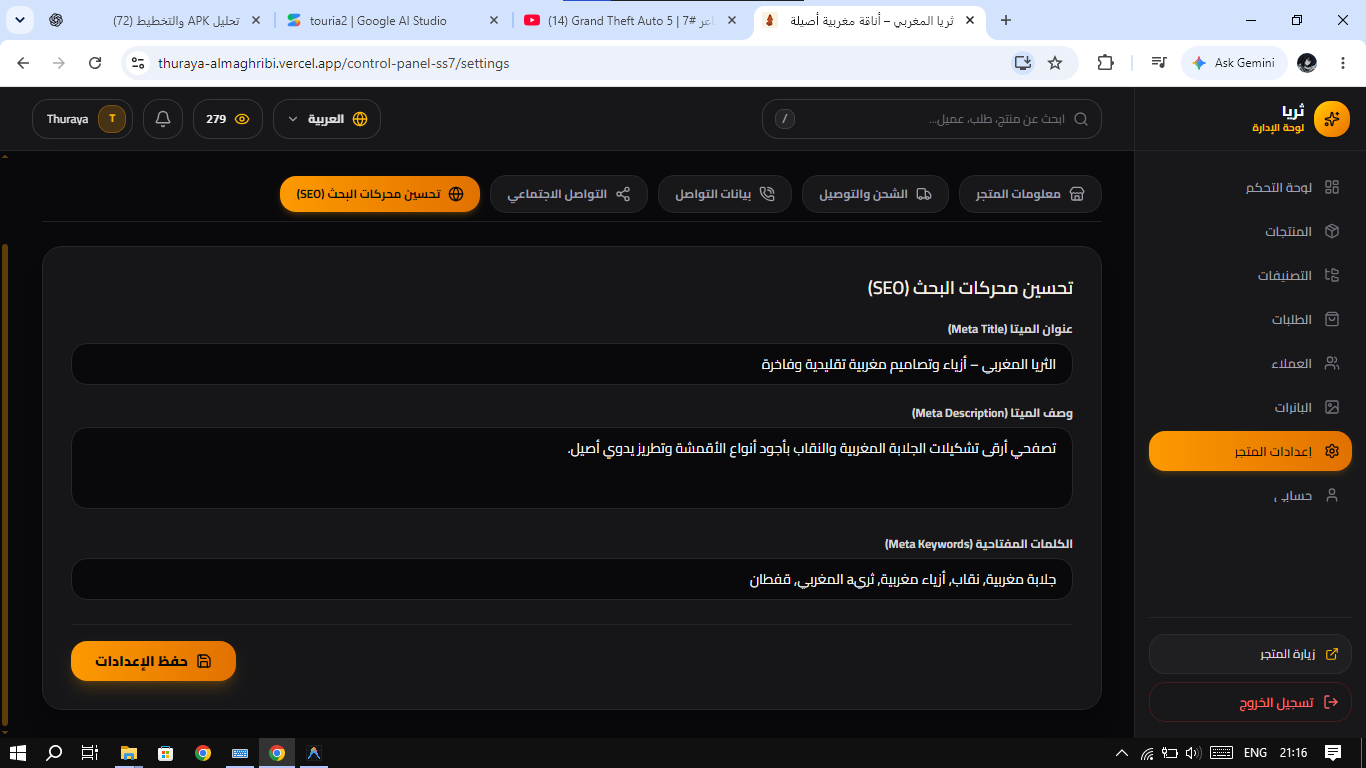 تحليل APK والتخطيط (72)
touria2 | Google AI Studio
(14) Grand Theft Auto 5 | #7 عر
ثريا المغربي – أناقة مغربية أصيلة
thuraya-almaghribi.vercel.app/control-panel-ss7/settings
Ask Gemini
ثريا
لوحة الإدارة
ابحث عن منتج، طلب، عميل...
/
العربية
279
T
Thuraya
لوحة التحكم
المنتجات
التصنيفات
الطلبات
العملاء
البانرات
إعدادات المتجر
حسابي
زيارة المتجر
تسجيل الخروج
معلومات المتجر
الشحن والتوصيل
بيانات التواصل
التواصل الاجتماعي
تحسين محركات البحث (SEO)
تحسين محركات البحث (SEO)
عنوان الميتا (Meta Title)
الثريا المغربي – أزياء وتصاميم مغربية تقليدية وفاخرة
وصف الميتا (Meta Description)
تصفحي أرقى تشكيلات الجلابة المغربية والنقاب بأجود أنواع الأقمشة وتطريز يدوي أصيل.
الكلمات المفتاحية (Meta Keywords)
جلابة مغربية, نقاب, أزياء مغربية, ثريa المغربي, قفطان
حفظ الإعدادات
ENG
21:16